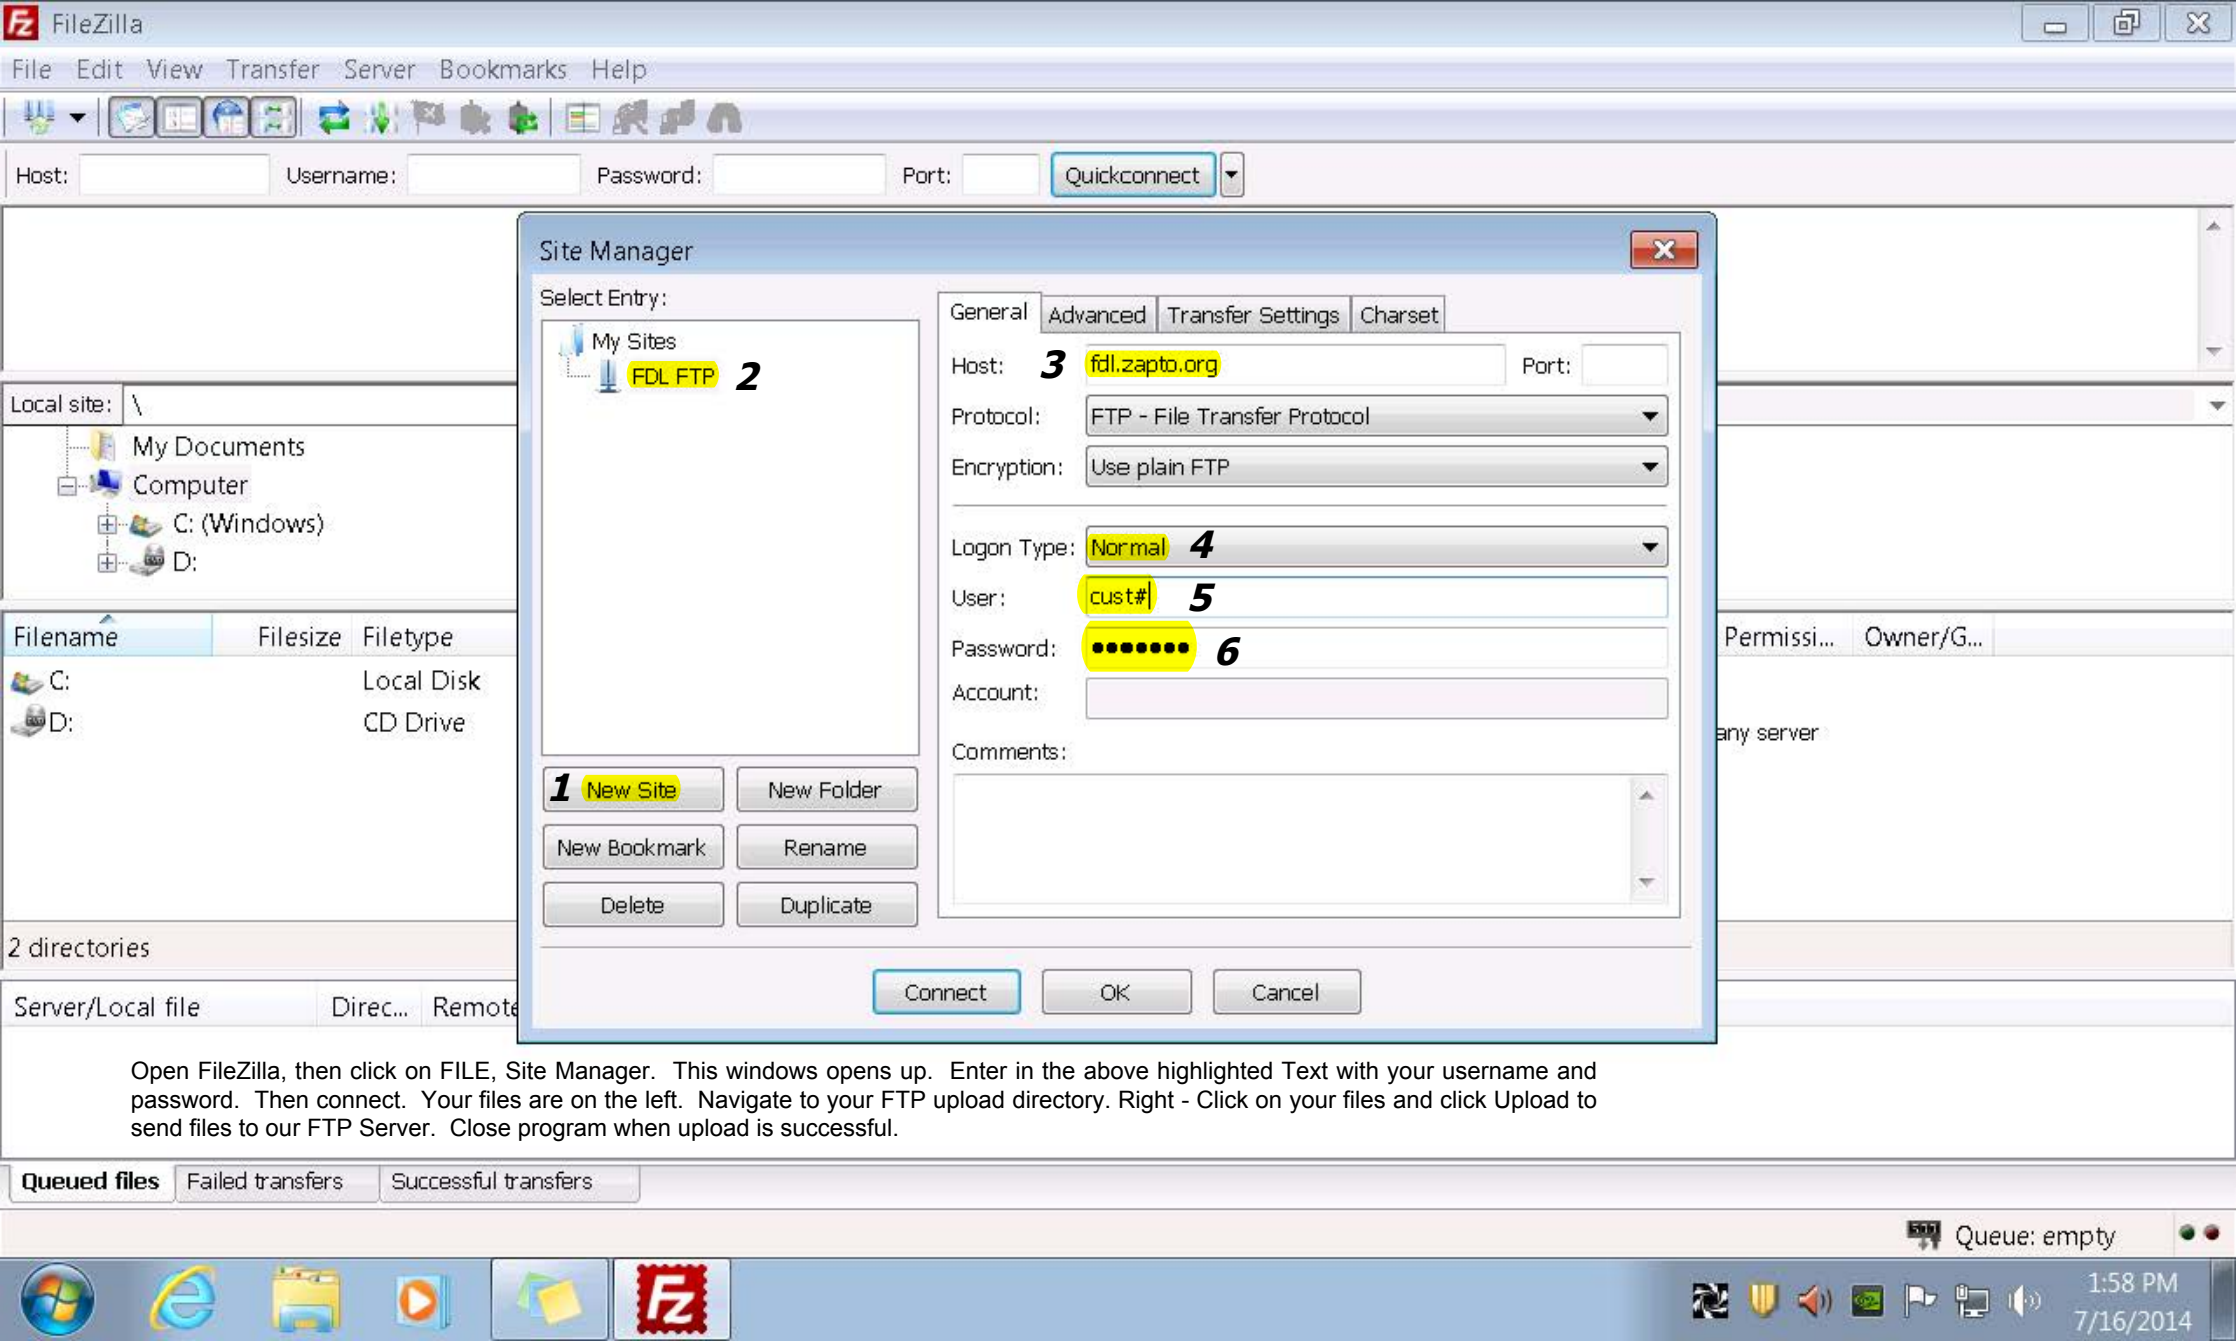 FileZilla
File Edit View Transfer Server Bookmarks Help
Host: Username: Password: Port: Quickconnect
Site Manager
Select Entry:
My Sites
FDL FTP 2
General Advanced Transfer Settings Charset
Host: 3 fdl.zapto.org Port:
Protocol: FTP - File Transfer Protocol
Encryption: Use plain FTP
Logon Type: Normal 4
User: cust# 5
Password: ●●●●●●● 6
Account:
Comments:
1 New Site New Folder
New Bookmark Rename
Delete Duplicate
Connect OK Cancel
Local site: \
My Documents
Computer
C: (Windows)
D:
Filename Filesize Filetype
C: Local Disk
D: CD Drive
2 directories
Permissi... Owner/G...
any server
Server/Local file Direc... Remote
Open FileZilla, then click on FILE, Site Manager. This windows opens up. Enter in the above highlighted Text with your username and
password. Then connect. Your files are on the left. Navigate to your FTP upload directory. Right - Click on your files and click Upload to
send files to our FTP Server. Close program when upload is successful.
Queued files Failed transfers Successful transfers
Queue: empty
1:58 PM
7/16/2014